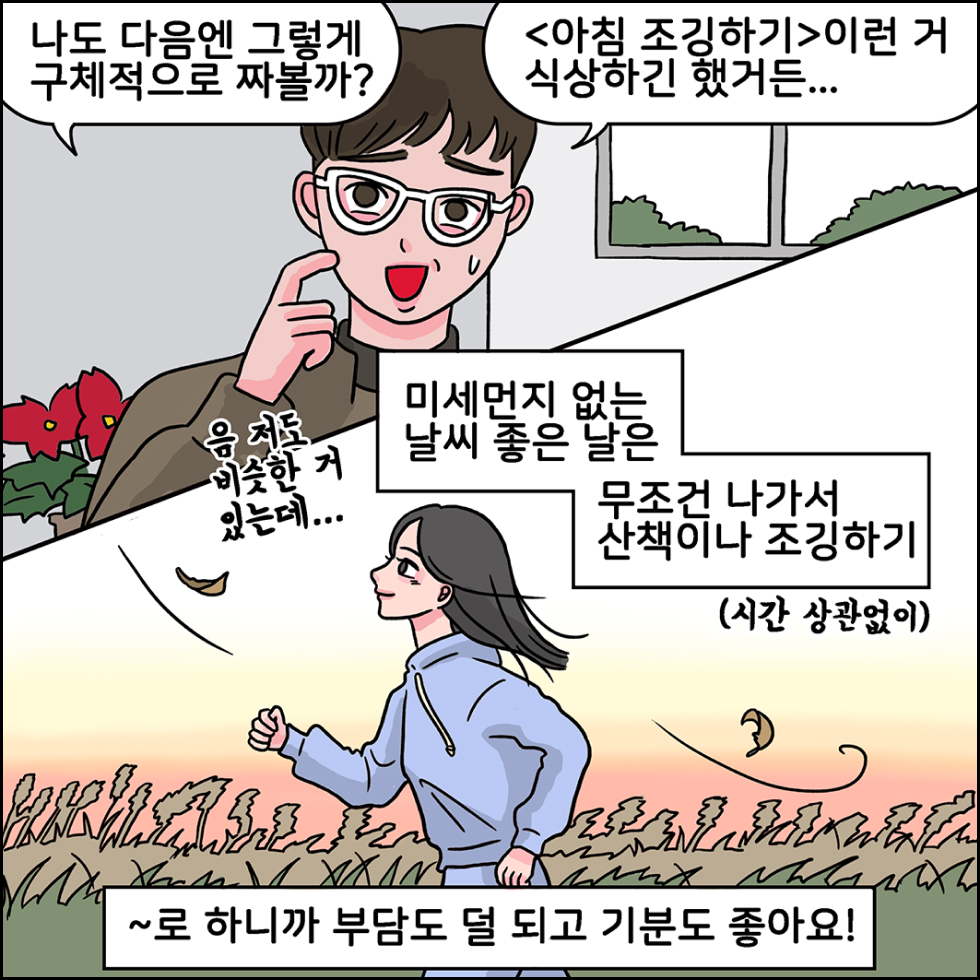 나도 다음엔 그렇게
구체적으로 짜볼까?
<아침 조깅하기>이런 거
식상하긴 했거든...
음 저도
비슷한 거
있는데...
미세먼지 없는
날씨 좋은 날은
무조건 나가서
산책이나 조깅하기
(시간 상관없이)
~로 하니까 부담도 덜 되고 기분도 좋아요!